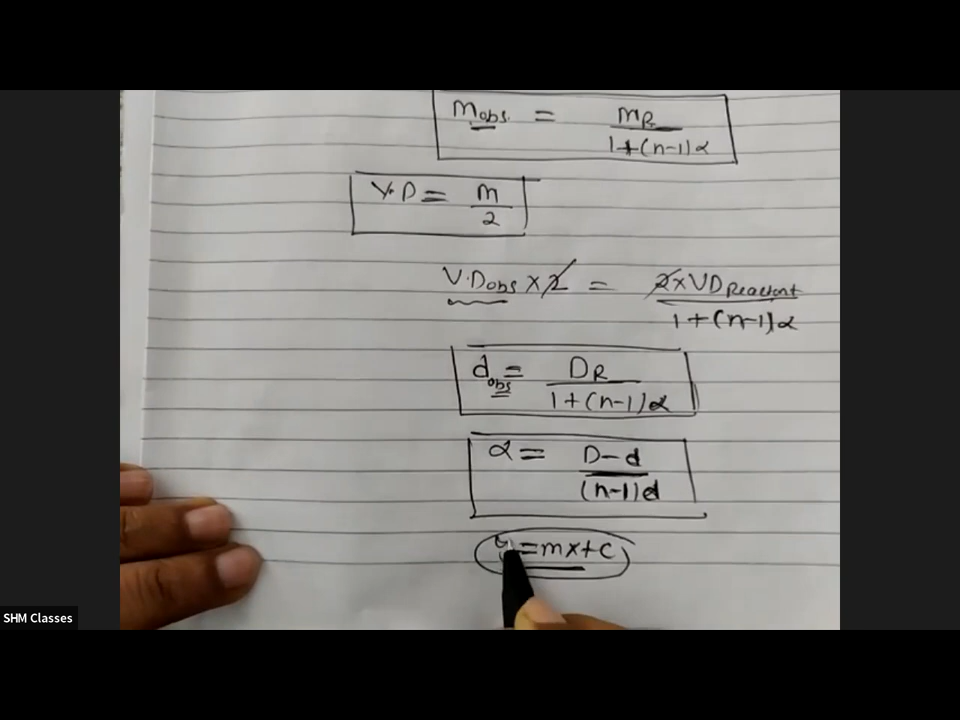 Mobs. = MR / 1+(n-1)α
V.D = M / 2
V.Dobs × 2 = 2×VDReactant / 1+(n-1)α
dobs = DR / 1+(n-1)α
α = D-d / (n-1)d
y = mx+c
SHM Classes